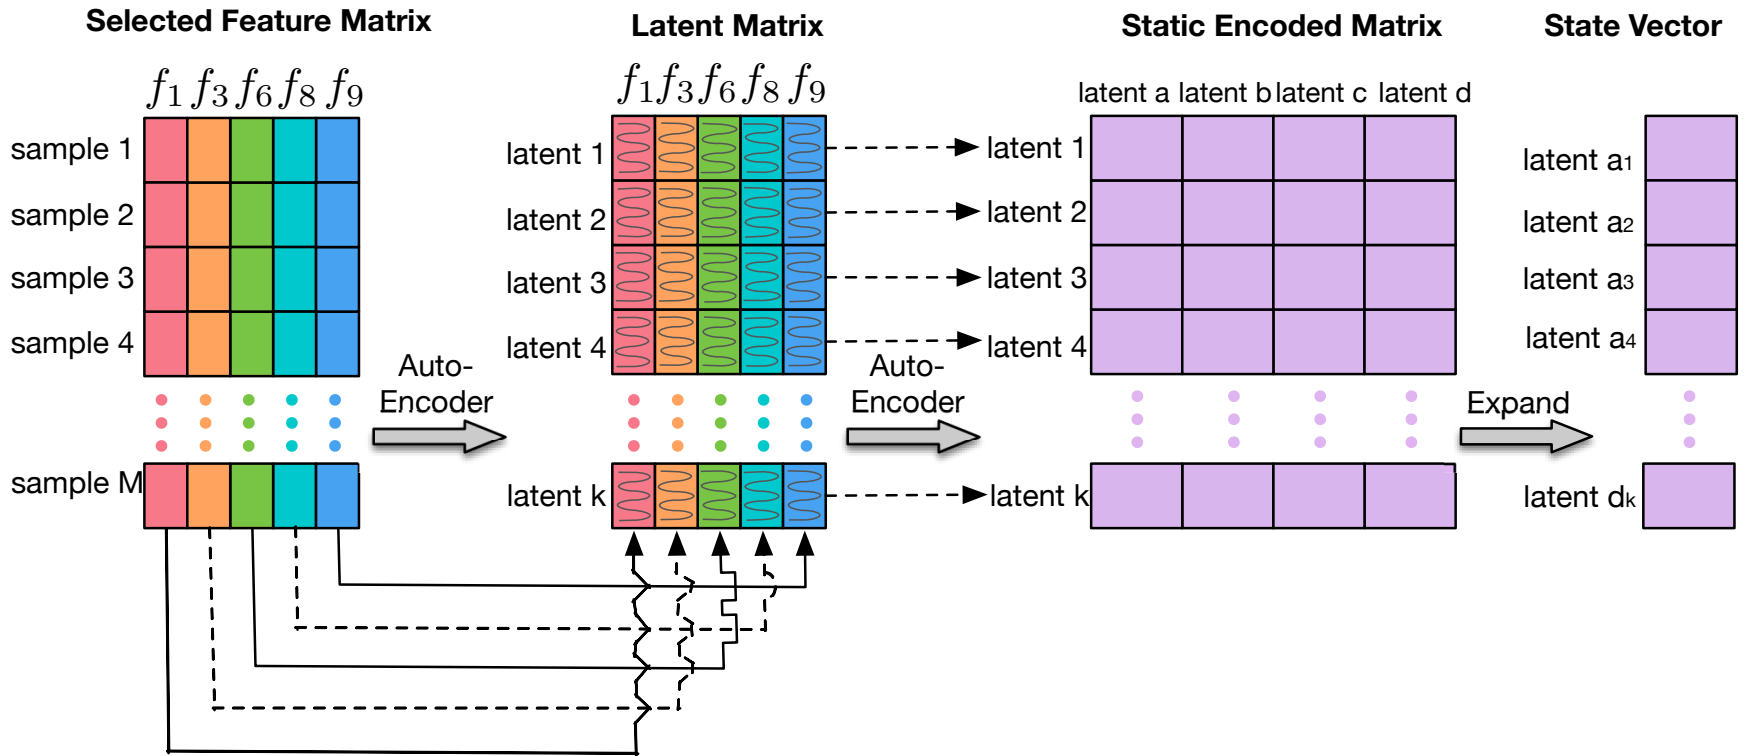 Selected Feature Matrix
Latent Matrix
Static Encoded Matrix
State Vector
f1 f3 f6 f8 f9
f1 f3 f6 f8 f9
latent a latent b latent c latent d
sample 1
sample 2
sample 3
sample 4
sample M
Auto-
Encoder
latent 1
latent 2
latent 3
latent 4
latent k
Auto-
Encoder
latent 1
latent 2
latent 3
latent 4
latent k
Expand
latent a1
latent a2
latent a3
latent a4
latent dk